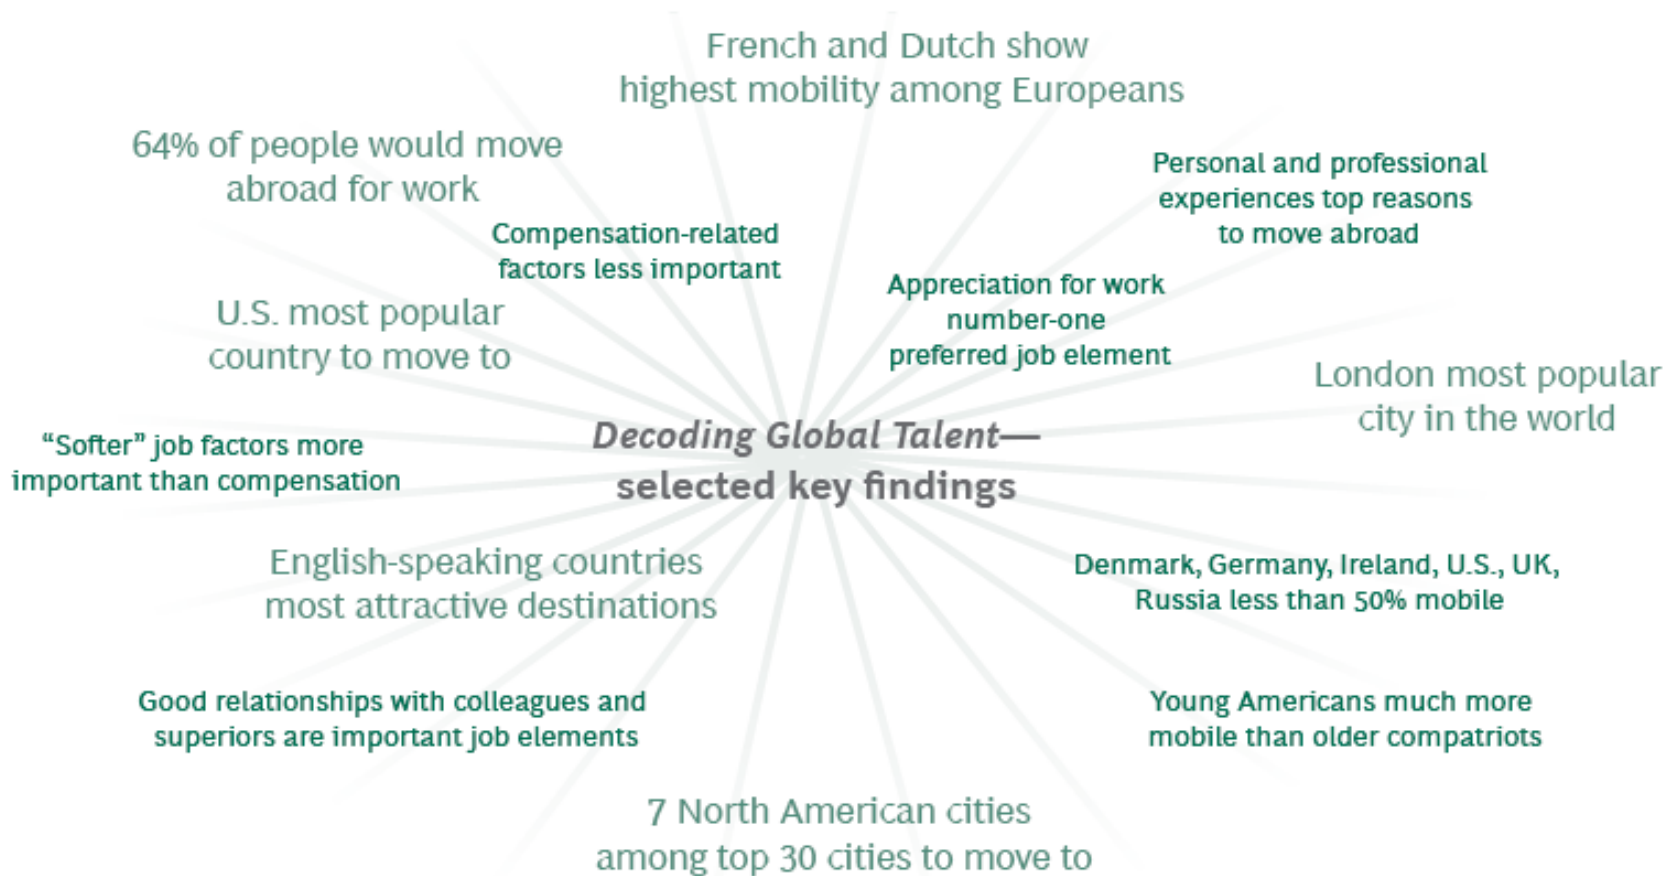 French and Dutch show
highest mobility among Europeans
64% of people would move
abroad for work
Personal and professional
experiences top reasons
to move abroad
Compensation-related
factors less important
Appreciation for work
number-one
preferred job element
U.S. most popular
country to move to
London most popular
city in the world
“Softer” job factors more
important than compensation
Decoding Global Talent—
selected key findings
English-speaking countries
most attractive destinations
Denmark, Germany, Ireland, U.S., UK,
Russia less than 50% mobile
Good relationships with colleagues and
superiors are important job elements
Young Americans much more
mobile than older compatriots
7 North American cities
among top 30 cities to move to